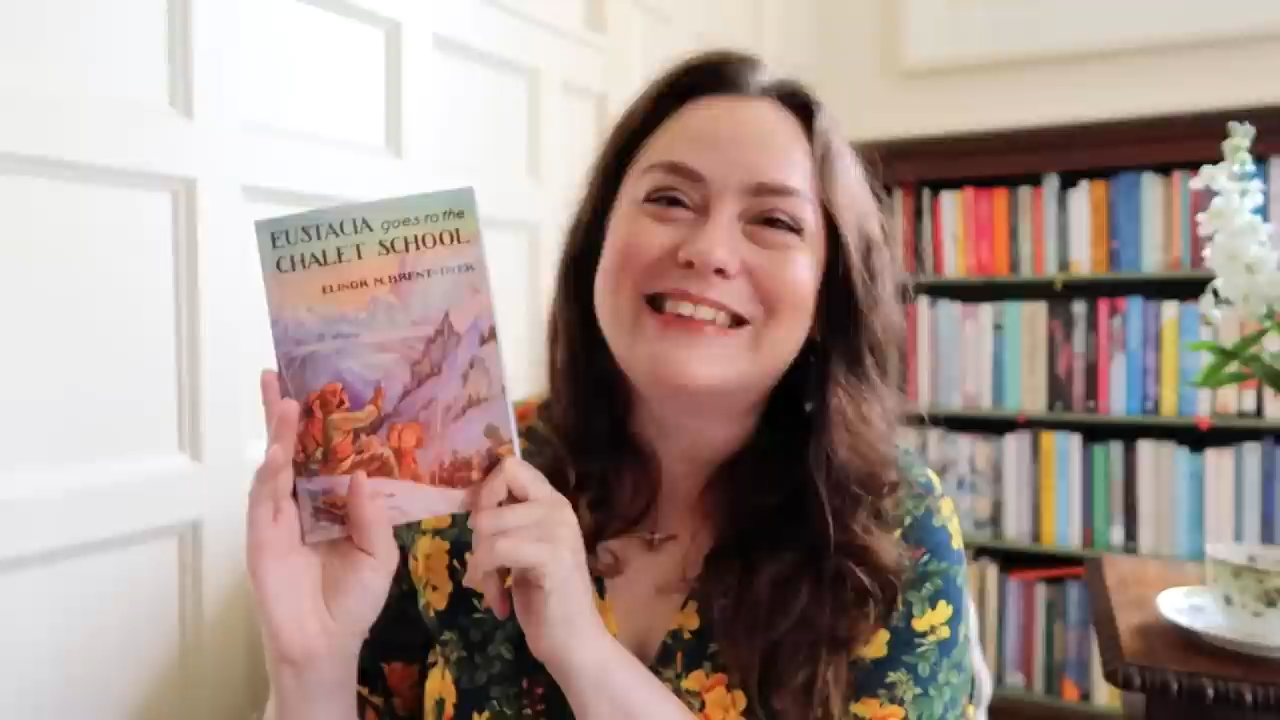 EUSTACIA goes to the
CHALET SCHOOL
ELINOR M. BRENT-DYER